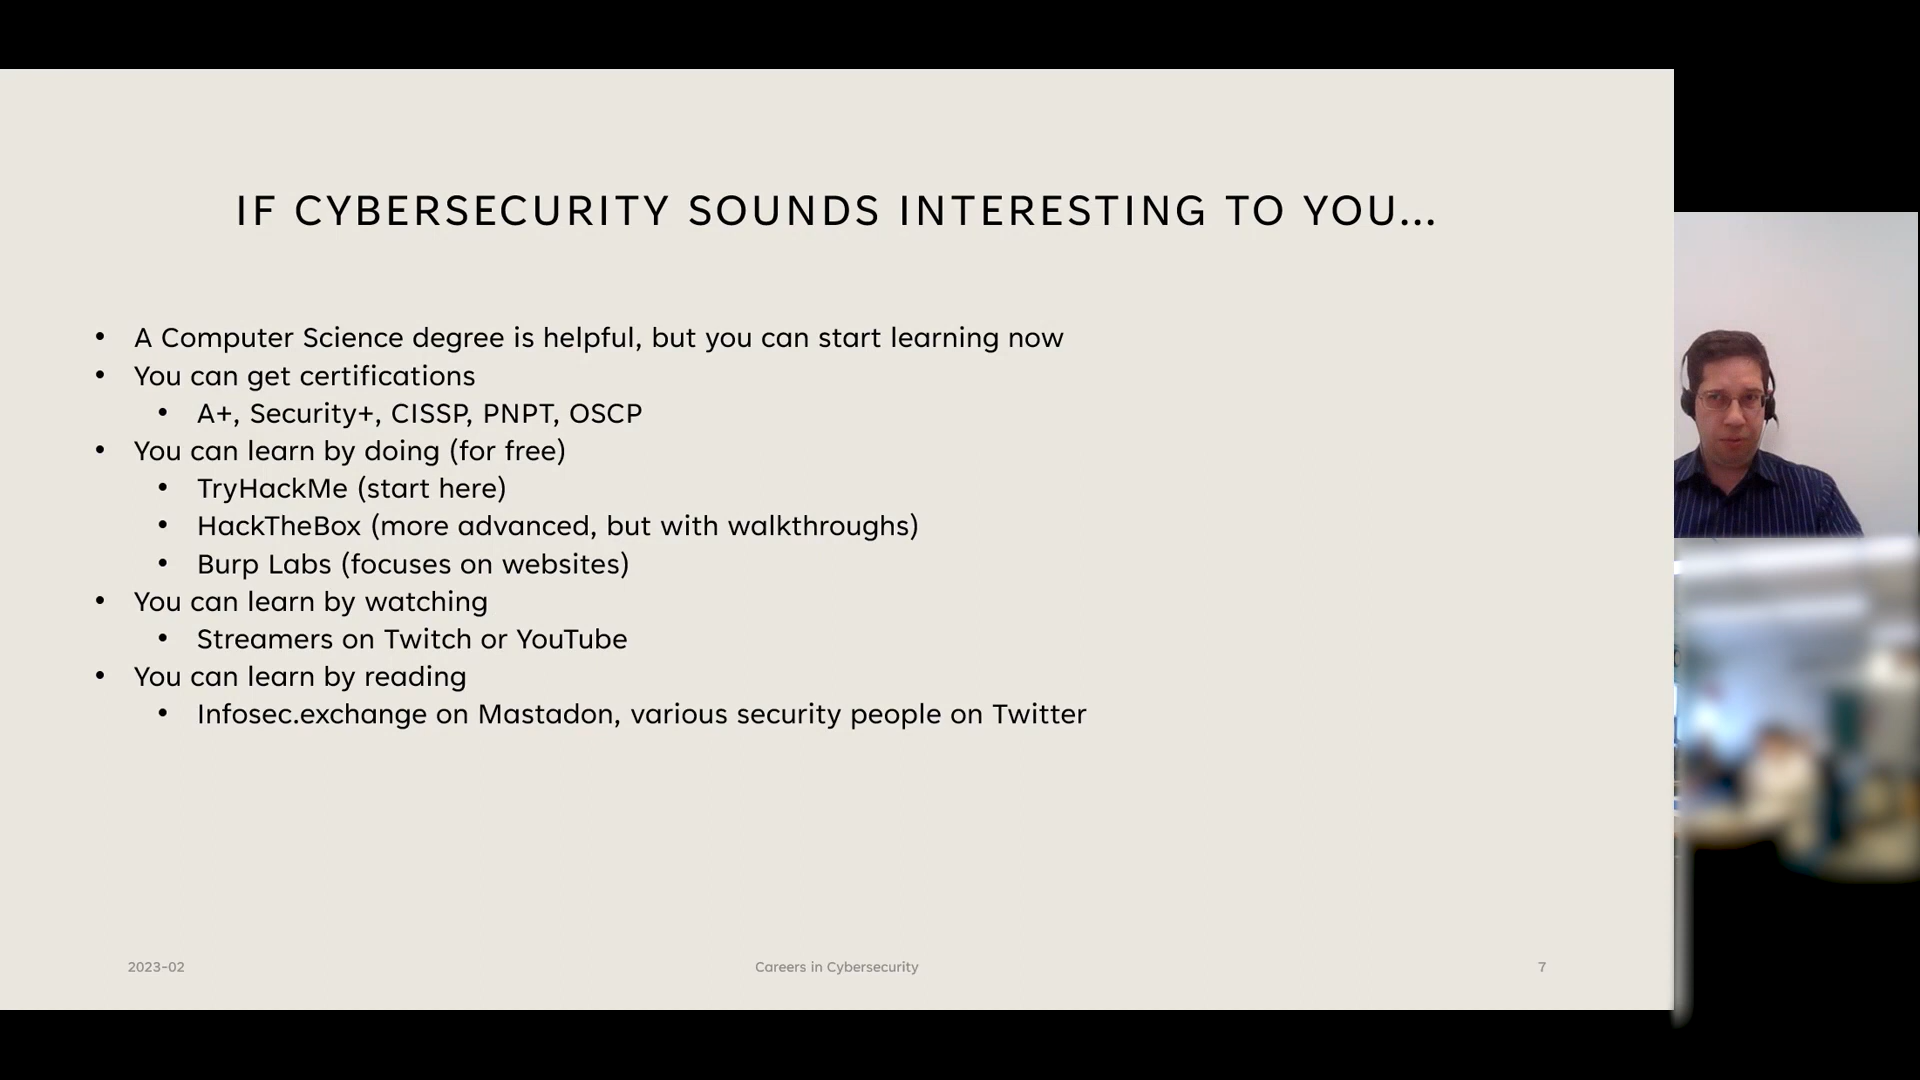 IF CYBERSECURITY SOUNDS INTERESTING TO YOU...
• A Computer Science degree is helpful, but you can start learning now
• You can get certifications
• A+, Security+, CISSP, PNPT, OSCP
• You can learn by doing (for free)
• TryHackMe (start here)
• HackTheBox (more advanced, but with walkthroughs)
• Burp Labs (focuses on websites)
• You can learn by watching
• Streamers on Twitch or YouTube
• You can learn by reading
• Infosec.exchange on Mastadon, various security people on Twitter
2023-02
Careers in Cybersecurity
7